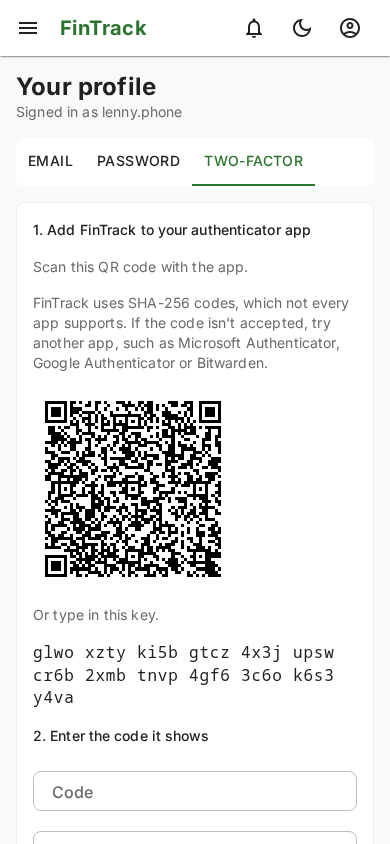 FinTrack
Your profile
Signed in as lenny.phone
EMAIL PASSWORD TWO-FACTOR
1. Add FinTrack to your authenticator app
Scan this QR code with the app.
FinTrack uses SHA-256 codes, which not every
app supports. If the code isn't accepted, try
another app, such as Microsoft Authenticator,
Google Authenticator or Bitwarden.
Or type in this key.
glwo xzty ki5b gtcz 4x3j upsw
cr6b 2xmb tnvp 4gf6 3c6o k6s3
y4va
2. Enter the code it shows
Code